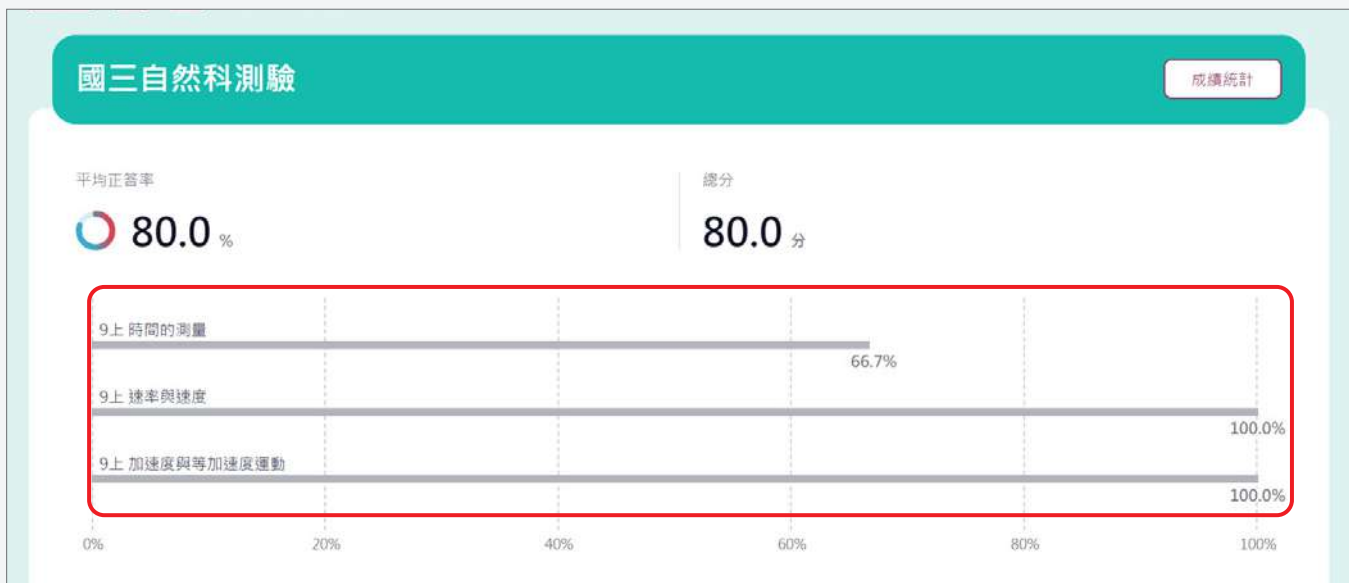 國三自然科測驗
成績統計
平均正答率
80.0 %
總分
80.0 分
9上 時間的測量
66.7%
9上 速率與速度
100.0%
9上 加速度與等加速度運動
100.0%
0% 20% 40% 60% 80% 100%